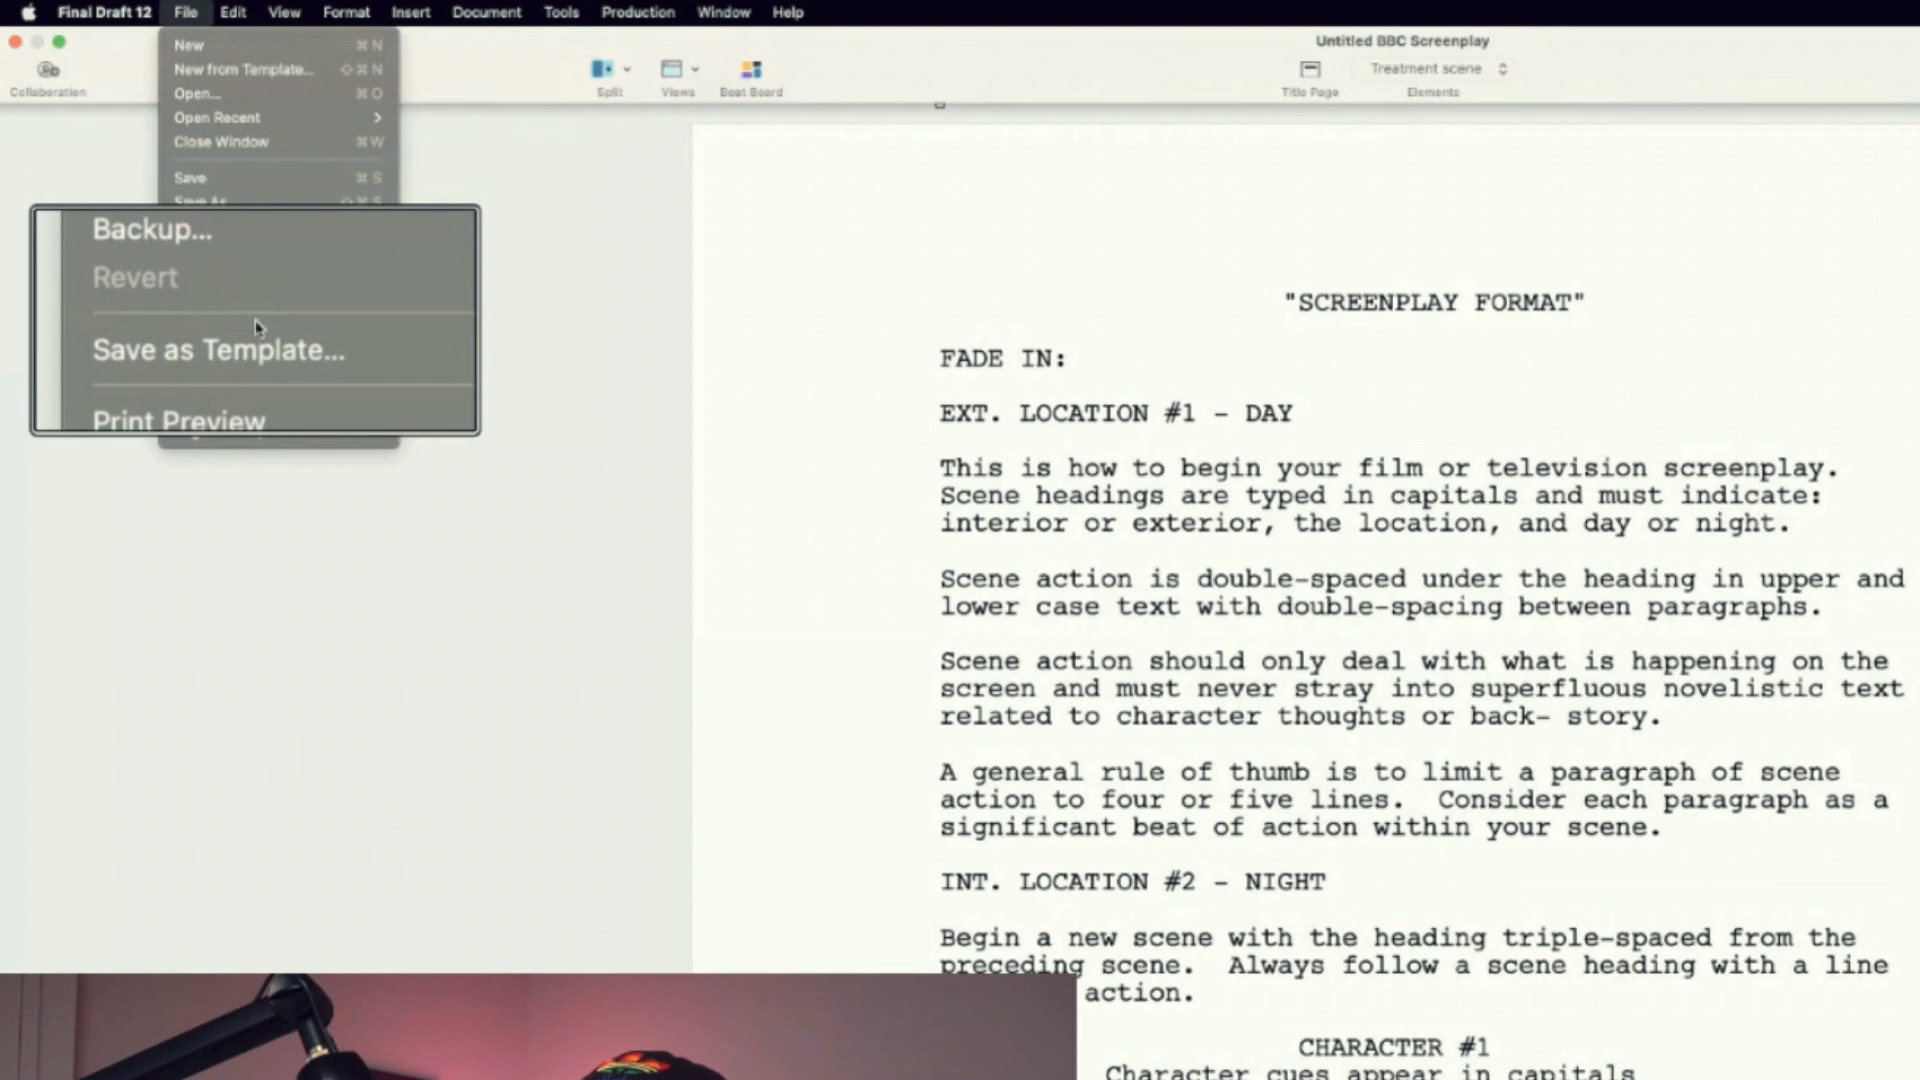 Final Draft 12 File Edit View Format Insert Document Tools Production Window Help
Untitled BBC Screenplay
Collaboration
Split
Views
Beat Board
Title Page
Treatment scene
Elements
New ⌘ N
New from Template... ⇧ ⌘ N
Open... ⌘ O
Open Recent
Close Window ⌘ W
Save ⌘ S
Save As ⇧ ⌘ S
Backup...
Revert
Save as Template...
Print Preview
"SCREENPLAY FORMAT"
FADE IN:
EXT. LOCATION #1 - DAY
This is how to begin your film or television screenplay.
Scene headings are typed in capitals and must indicate:
interior or exterior, the location, and day or night.
Scene action is double-spaced under the heading in upper and
lower case text with double-spacing between paragraphs.
Scene action should only deal with what is happening on the
screen and must never stray into superfluous novelistic text
related to character thoughts or back- story.
A general rule of thumb is to limit a paragraph of scene
action to four or five lines. Consider each paragraph as a
significant beat of action within your scene.
INT. LOCATION #2 - NIGHT
Begin a new scene with the heading triple-spaced from the
preceding scene. Always follow a scene heading with a line
action.
CHARACTER #1
Character cues appear in capitals